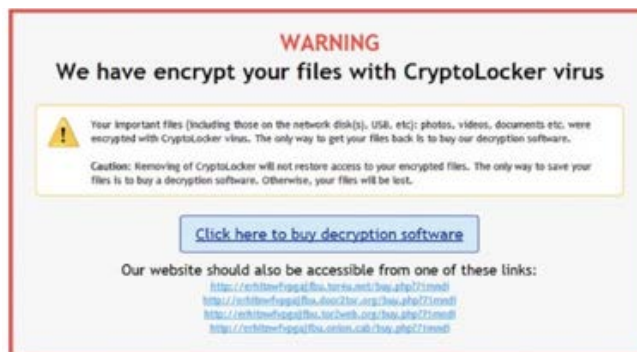 WARNING
We have encrypt your files with CryptoLocker virus
Your important files (including those on the network disk(s), USB, etc): photos, videos, documents etc. were
encrypted with CryptoLocker virus. The only way to get your files back is to buy our decryption software.
Caution: Removing of CryptoLocker will not restore access to your encrypted files. The only way to save your
files is to buy a decryption software. Otherwise, your files will be lost.
Click here to buy decryption software
Our website should also be accessible from one of these links: